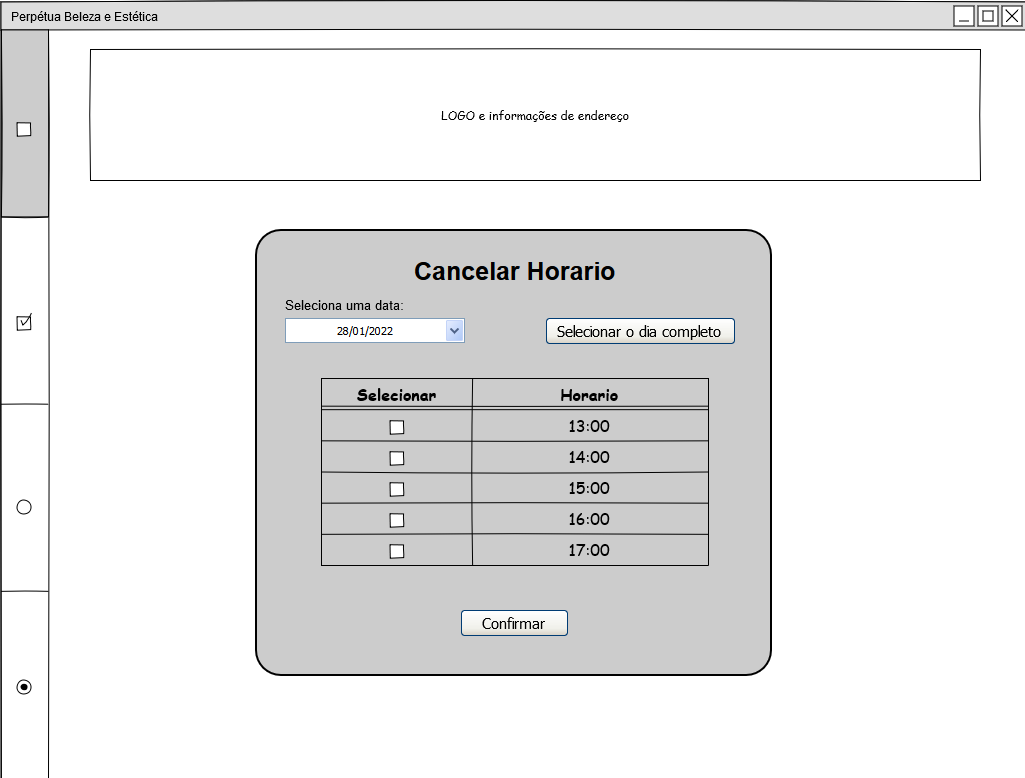 Perpétua Beleza e Estética
LOGO e informações de endereço
Cancelar Horario
Seleciona uma data:
28/01/2022
Selecionar o dia completo
Selecionar Horario
13:00
14:00
15:00
16:00
17:00
Confirmar